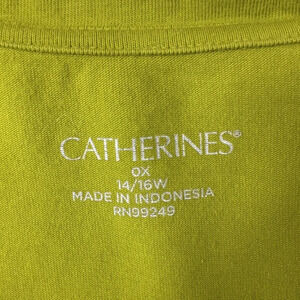 CATHERINES®
0X
14/16W
MADE IN INDONESIA
RN99249